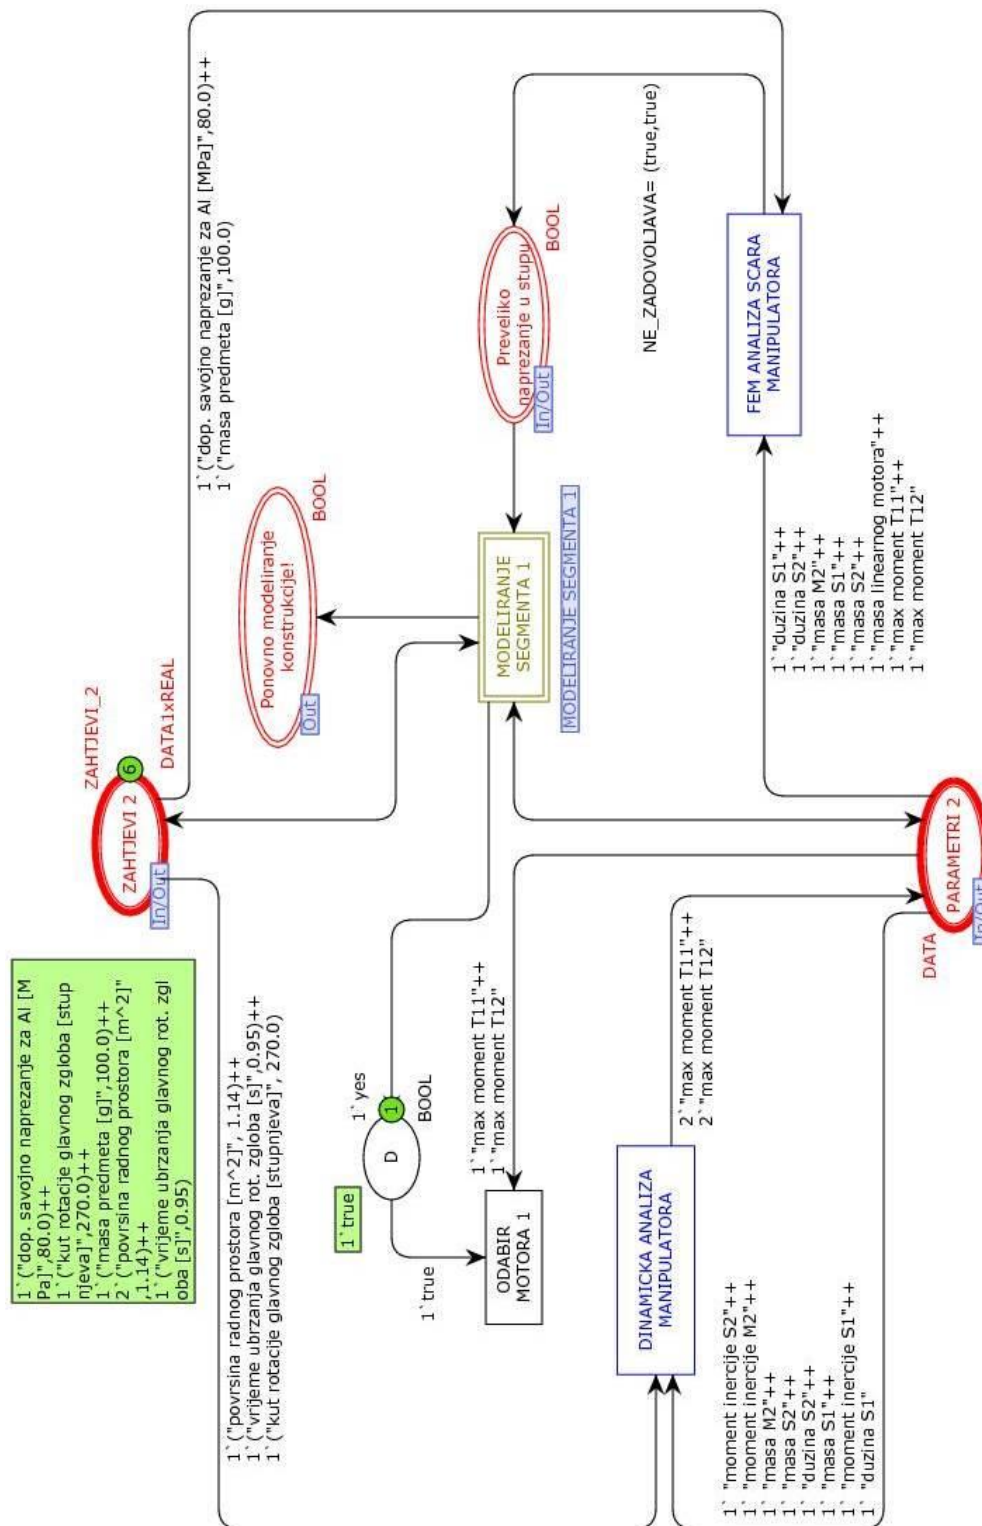 1`("dop. savojno naprezanje za Al [M
Pa]",80.0)++
1`("kut rotacije glavnog zgloba [stup
njeva]",270.0)++
1`("masa predmeta [g]",100.0)++
2`("povrsina radnog prostora [m^2]"
,1.14)++
1`("vrijeme ubrzanja glavnog rot. zgl
oba [s]",0.95)
ZAHTJEVI_2
ZAHTJEVI 2
6
In/Out
DATA1xREAL
1`("dop. savojno naprezanje za Al [MPa]",80.0)++
1`("masa predmeta [g]",100.0)
1`("povrsina radnog prostora [m^2]", 1.14)++
1`("vrijeme ubrzanja glavnog rot. zgloba [s]",0.95)++
1`("kut rotacije glavnog zgloba [stupnjeva]", 270.0)
Ponovno modeliranje
konstrukcije!
Out
BOOL
1`true
D
1
1`yes
BOOL
1`true
ODABIR
MOTORA 1
1`"max moment T11"++
1`"max moment T12"
MODELIRANJE
SEGMENTA 1
MODELIRANJE SEGMENTA 1
Preveliko
naprezanje u stupu
In/Out
BOOL
NE_ZADOVOLJAVA= (true,true)
DINAMICKA ANALIZA
MANIPULATORA
2`"max moment T11"++
2`"max moment T12"
FEM ANALIZA SCARA
MANIPULATORA
1`"moment inercije S2"++
1`"moment inercije M2"++
1`"masa M2"++
1`"masa S2"++
1`"duzina S2"++
1`"masa S1"++
1`"moment inercije S1"++
1`"duzina S1"
1`"duzina S1"++
1`"duzina S2"++
1`"masa M2"++
1`"masa S1"++
1`"masa S2"++
1`"masa linearnog motora"++
1`"max moment T11"++
1`"max moment T12"
DATA
PARAMETRI 2
In/Out